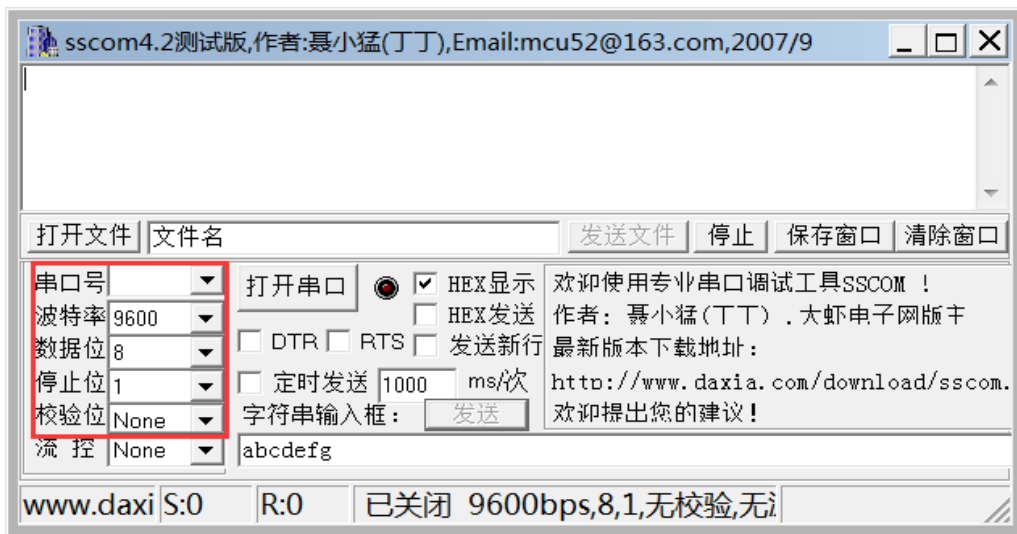 sscom4.2测试版,作者:聂小猛(丁丁),Email:mcu52@163.com,2007/9
打开文件 文件名 发送文件 停止 保存窗口 清除窗口
串口号 打开串口 HEX显示 欢迎使用专业串口调试工具SSCOM !
波特率 9600 HEX发送 作者: 聂小猛(丁丁) .大虾电子网版主
数据位 8 DTR RTS 发送新行 最新版本下载地址:
停止位 1 定时发送 1000 ms/次 http://www.daxia.com/download/sscom.
校验位 None 字符串输入框: 发送 欢迎提出您的建议!
流 控 None abcdefg
www.daxi S:0 R:0 已关闭 9600bps,8,1,无校验,无